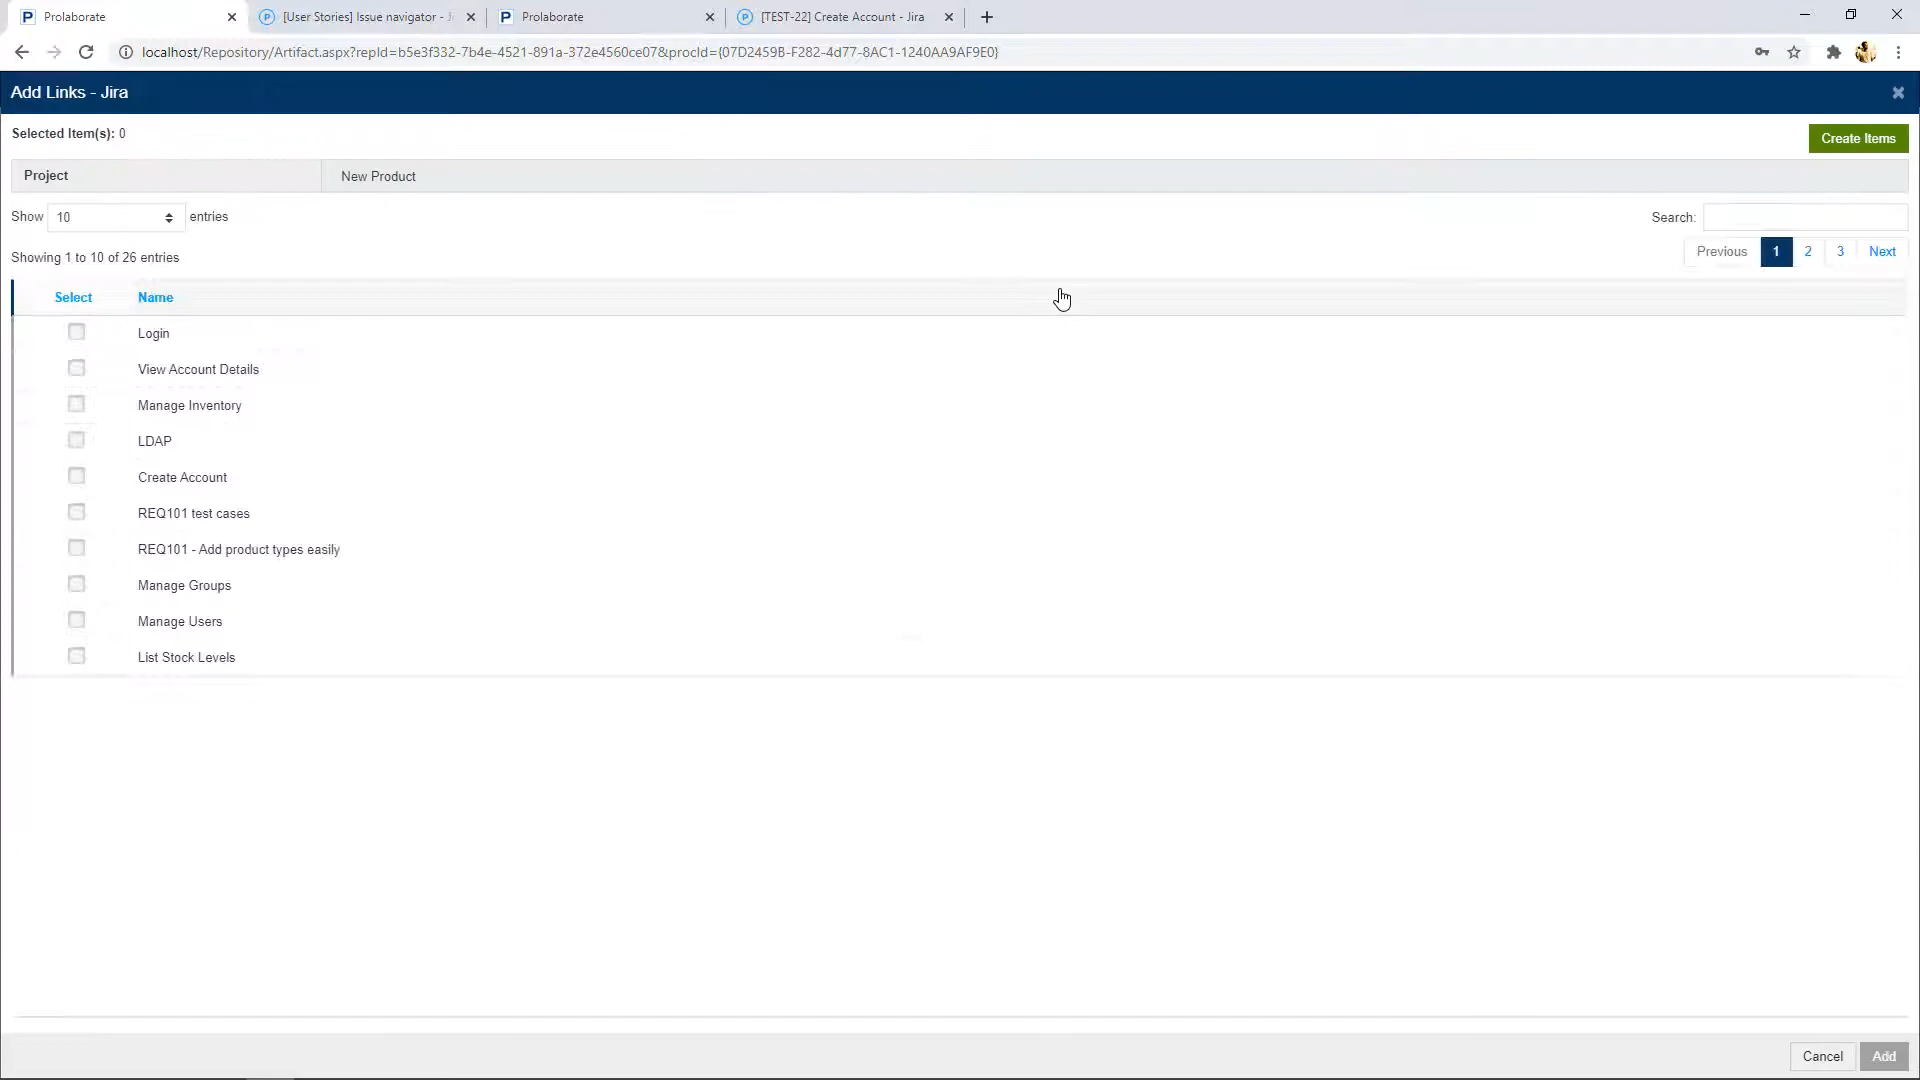 Prolaborate
[User Stories] Issue navigator -
Prolaborate
[TEST-22] Create Account - Jira
localhost/Repository/Artifact.aspx?repId=b5e3f332-7b4e-4521-891a-372e4560ce07&procId={07D2459B-F282-4d77-8AC1-1240AA9AF9E0}
Add Links - Jira
Selected Item(s): 0
Create Items
Project New Product
Show 10 entries
Search:
Showing 1 to 10 of 26 entries
Previous 1 2 3 Next
Select Name
Login
View Account Details
Manage Inventory
LDAP
Create Account
REQ101 test cases
REQ101 - Add product types easily
Manage Groups
Manage Users
List Stock Levels
Cancel Add